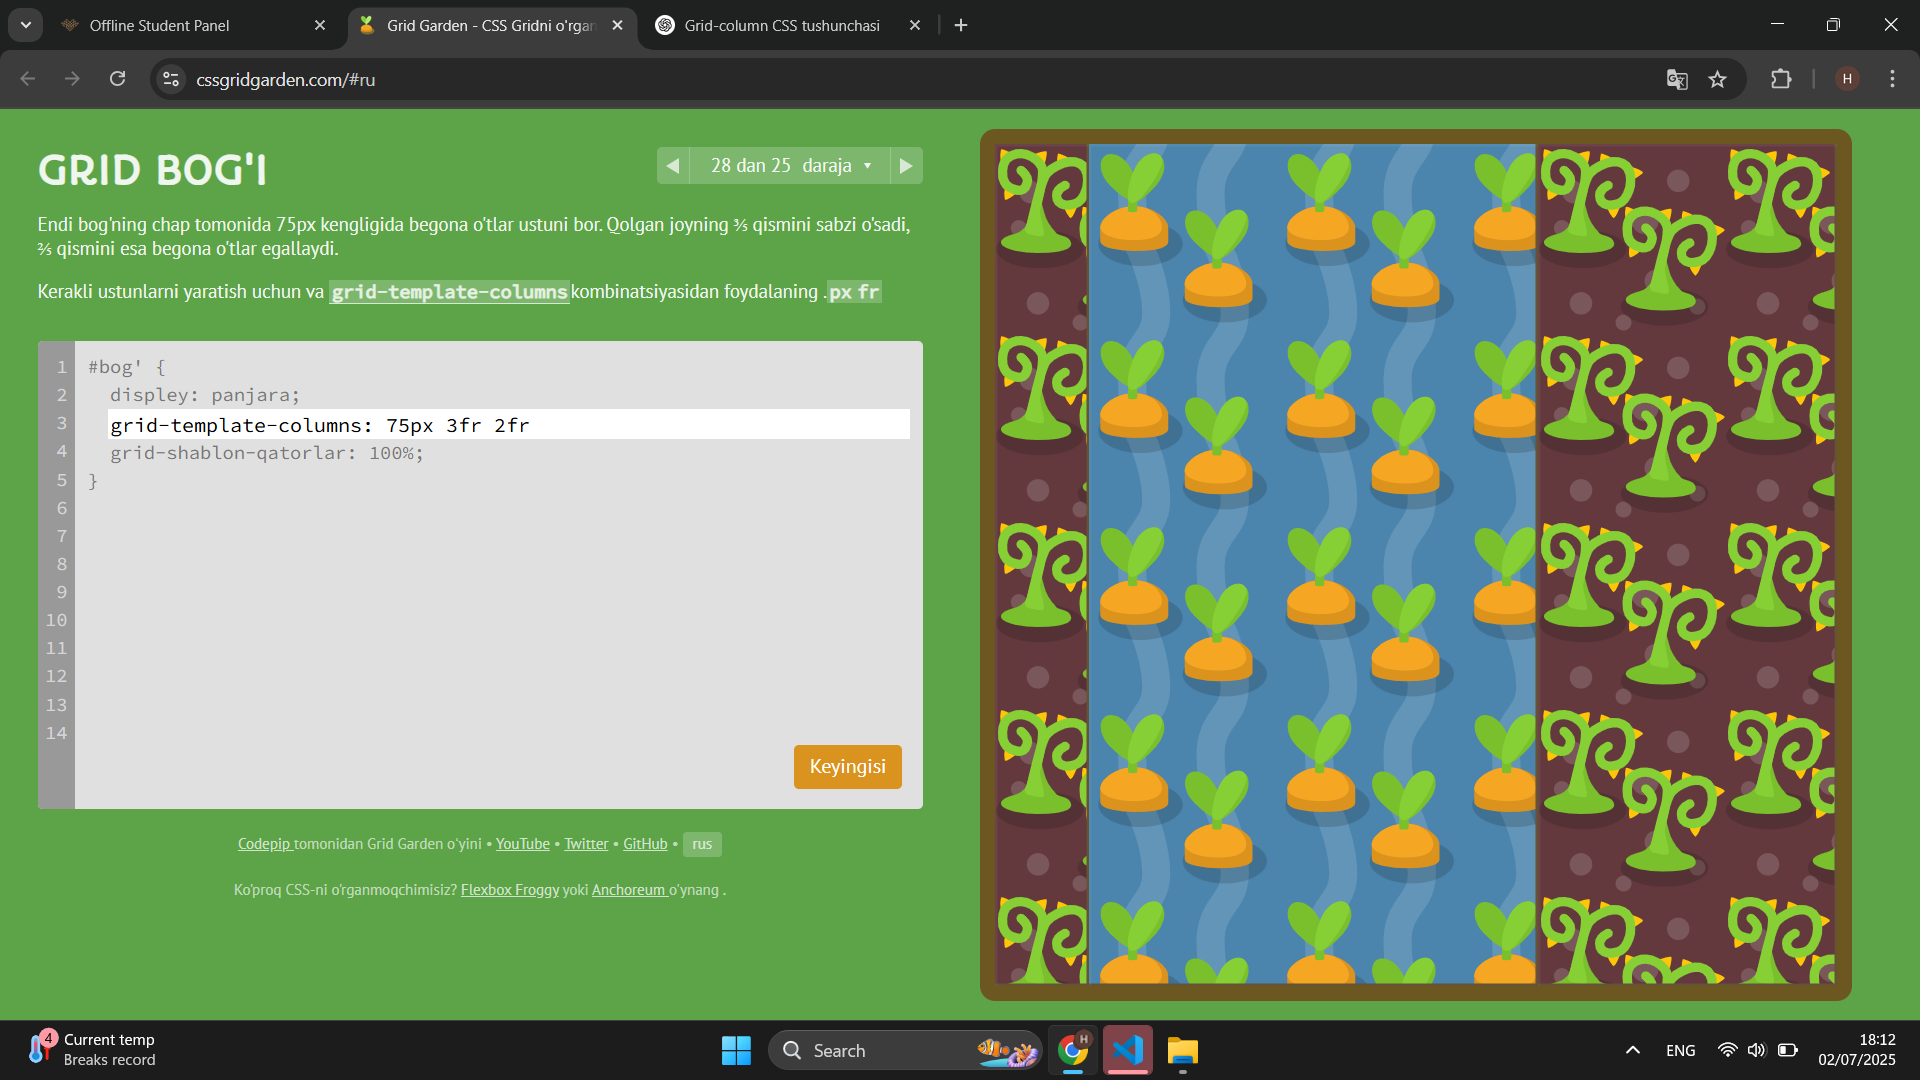 Offline Student Panel
Grid Garden - CSS Gridni o'rgan
Grid-column CSS tushunchasi
cssgridgarden.com/#ru
H
GRID BOG'I
28 dan 25 daraja
Endi bog'ning chap tomonida 75px kengligida begona o'tlar ustuni bor. Qolgan joyning ⅗ qismini sabzi o'sadi,
⅖ qismini esa begona o'tlar egallaydi.
Kerakli ustunlarni yaratish uchun va grid-template-columns kombinatsiyasidan foydalaning . px fr
1 #bog' {
2 displey: panjara;
3 grid-template-columns: 75px 3fr 2fr
4 grid-shablon-qatorlar: 100%;
5 }
6
7
8
9
10
11
12
13
14
Keyingisi
Codepip tomonidan Grid Garden o'yini • YouTube • Twitter • GitHub • rus
Ko'proq CSS-ni o'rganmoqchimisiz? Flexbox Froggy yoki Anchoreum o'ynang .
4
Current temp
Breaks record
Search
H
ENG
18:12
02/07/2025